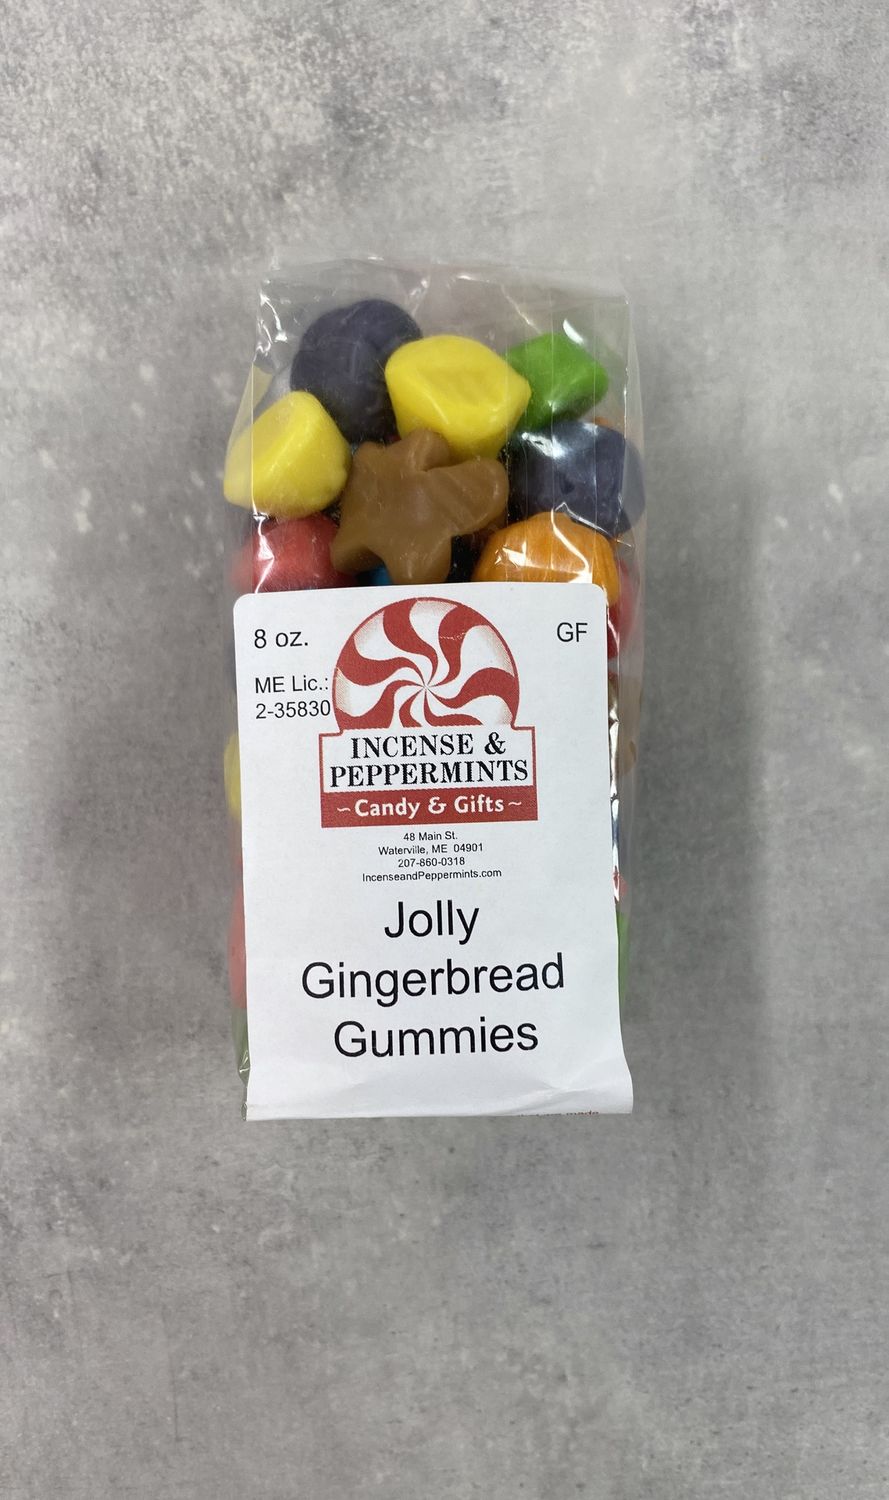 8 oz.
GF
ME Lic.:
2-35830
INCENSE &
PEPPERMINTS
~Candy & Gifts~
48 Main St.
Waterville, ME 04901
207-860-0318
IncenseandPeppermints.com
Jolly
Gingerbread
Gummies
made